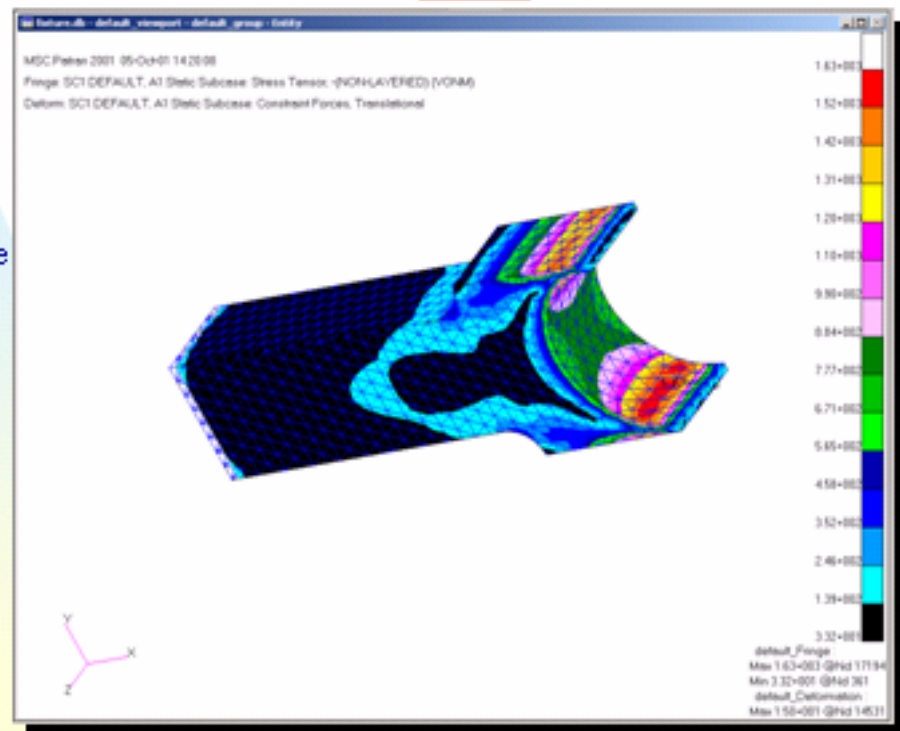 fixture.db - default_viewport - default_group - Entity
MSC.Patran 2001 05-Oct-01 14:20:08
Fringe: SC1:DEFAULT, A1:Static Subcase: Stress Tensor, -(NON-LAYERED) (VONM)
Deform: SC1:DEFAULT, A1:Static Subcase: Constraint Forces, Translational
1.63+003
1.52+003
1.42+003
1.31+003
1.20+003
1.10+003
9.90+002
e
8.84+002
7.77+002
6.71+002
5.65+002
4.58+002
3.52+002
2.46+002
1.39+002
3.32+001
Y
X
Z
default_Fringe :
Max 1.63+003 @Nd 17194
Min 3.32+001 @Nd 361
default_Deformation :
Max 1.50+001 @Nd 14531